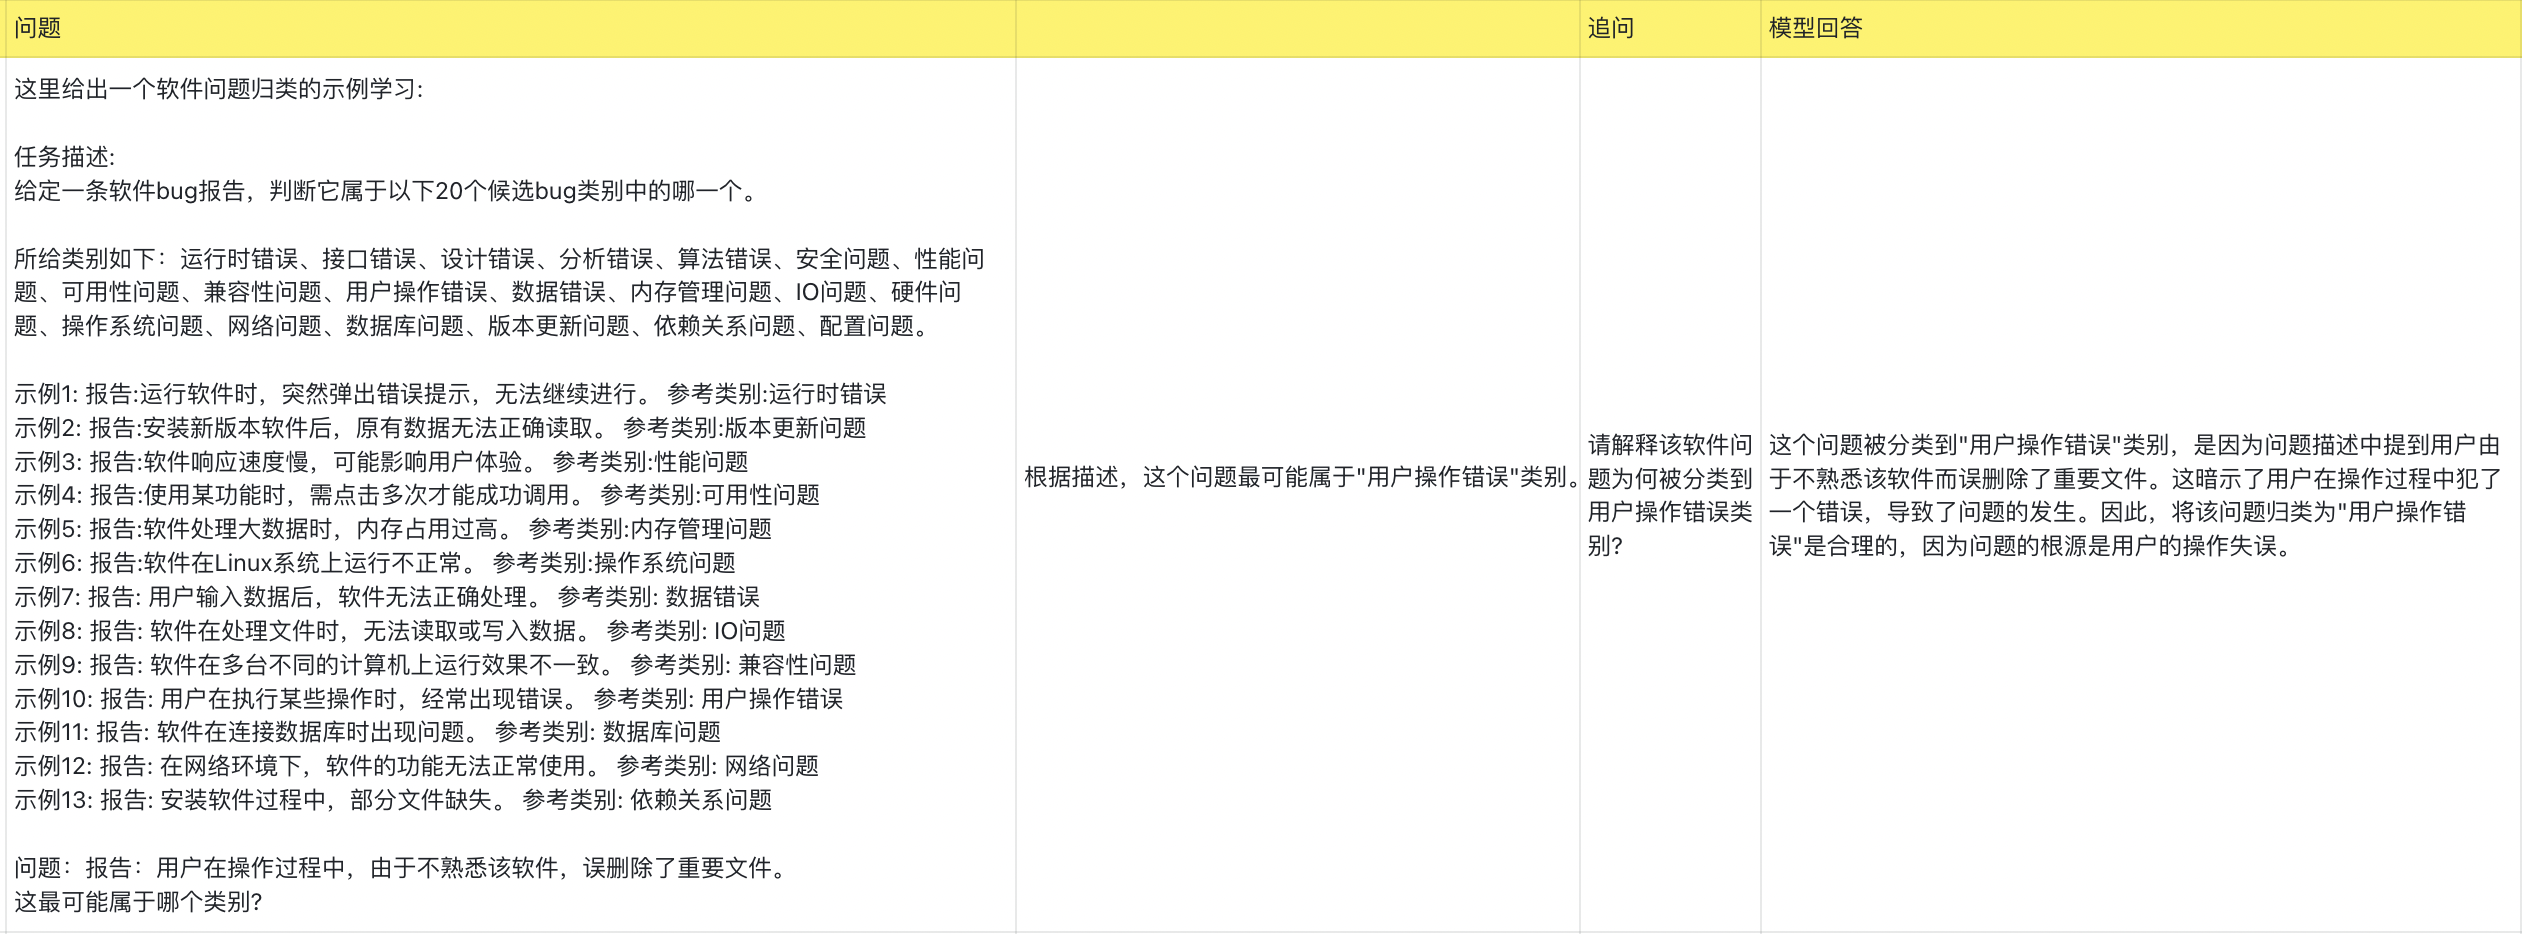 问题
追问
模型回答
这里给出一个软件问题归类的示例学习:
任务描述:
给定一条软件bug报告，判断它属于以下20个候选bug类别中的哪一个。
所给类别如下：运行时错误、接口错误、设计错误、分析错误、算法错误、安全问题、性能问
题、可用性问题、兼容性问题、用户操作错误、数据错误、内存管理问题、IO问题、硬件问
题、操作系统问题、网络问题、数据库问题、版本更新问题、依赖关系问题、配置问题。
示例1: 报告:运行软件时，突然弹出错误提示，无法继续进行。 参考类别:运行时错误
示例2: 报告:安装新版本软件后，原有数据无法正确读取。 参考类别:版本更新问题
示例3: 报告:软件响应速度慢，可能影响用户体验。 参考类别:性能问题
示例4: 报告:使用某功能时，需点击多次才能成功调用。 参考类别:可用性问题
示例5: 报告:软件处理大数据时，内存占用过高。 参考类别:内存管理问题
示例6: 报告:软件在Linux系统上运行不正常。 参考类别:操作系统问题
示例7: 报告: 用户输入数据后，软件无法正确处理。 参考类别: 数据错误
示例8: 报告: 软件在处理文件时，无法读取或写入数据。 参考类别: IO问题
示例9: 报告: 软件在多台不同的计算机上运行效果不一致。 参考类别: 兼容性问题
示例10: 报告: 用户在执行某些操作时，经常出现错误。 参考类别: 用户操作错误
示例11: 报告: 软件在连接数据库时出现问题。 参考类别: 数据库问题
示例12: 报告: 在网络环境下，软件的功能无法正常使用。 参考类别: 网络问题
示例13: 报告: 安装软件过程中，部分文件缺失。 参考类别: 依赖关系问题
问题：报告：用户在操作过程中，由于不熟悉该软件，误删除了重要文件。
这最可能属于哪个类别?
根据描述，这个问题最可能属于"用户操作错误"类别。
请解释该软件问
题为何被分类到
用户操作错误类
别?
这个问题被分类到"用户操作错误"类别，是因为问题描述中提到用户由
于不熟悉该软件而误删除了重要文件。这暗示了用户在操作过程中犯了
一个错误，导致了问题的发生。因此，将该问题归类为"用户操作错
误"是合理的，因为问题的根源是用户的操作失误。